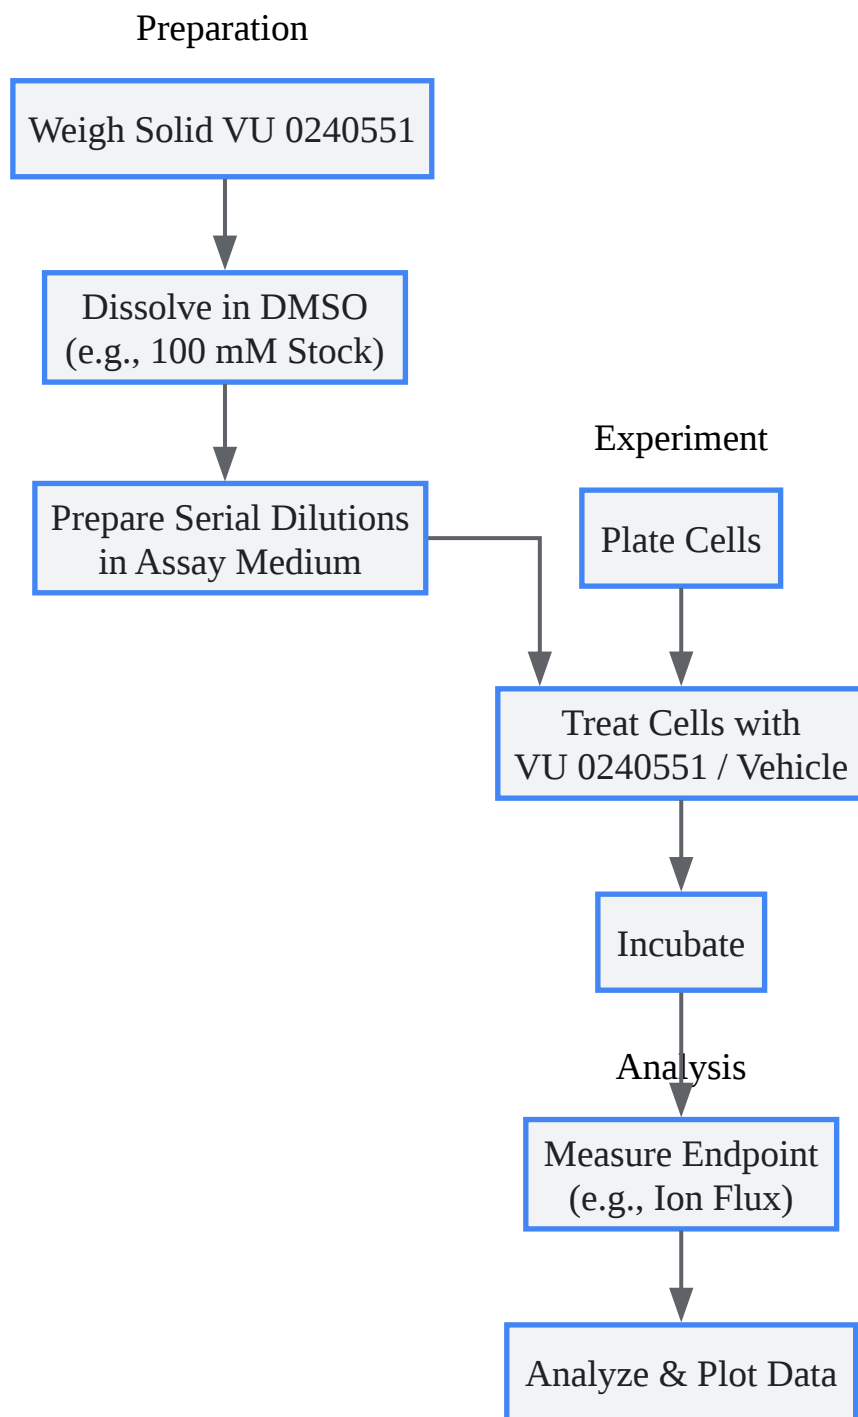 Preparation
Weigh Solid VU 0240551
Dissolve in DMSO
(e.g., 100 mM Stock)
Prepare Serial Dilutions
in Assay Medium
Experiment
Plate Cells
Treat Cells with
VU 0240551 / Vehicle
Incubate
Analysis
Measure Endpoint
(e.g., Ion Flux)
Analyze & Plot Data